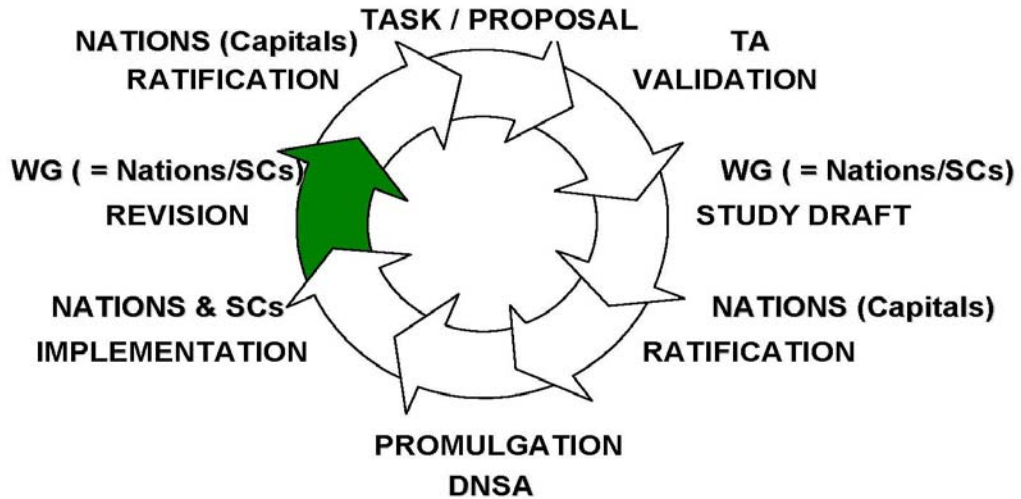 TASK / PROPOSAL
TA
VALIDATION
WG ( = Nations/SCs)
STUDY DRAFT
NATIONS (Capitals)
RATIFICATION
PROMULGATION
DNSA
NATIONS & SCs
IMPLEMENTATION
WG ( = Nations/SCs)
REVISION
NATIONS (Capitals)
RATIFICATION